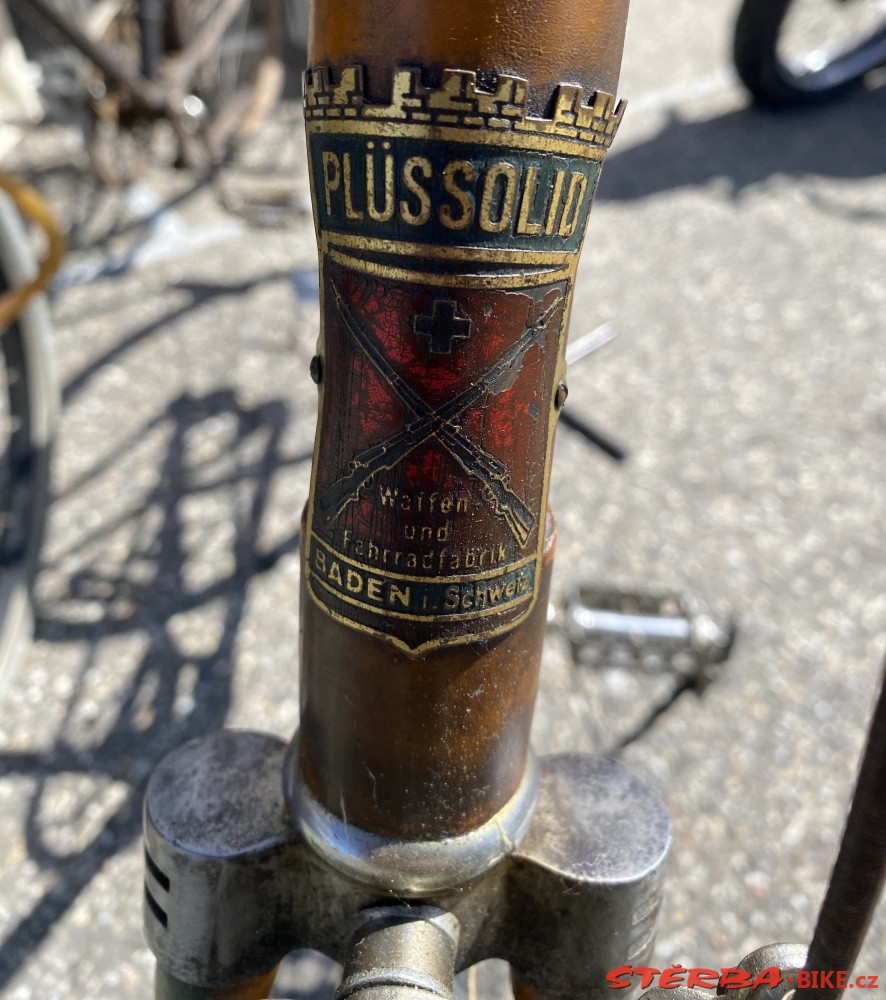 PLÜSSOLID
Waffen
und
Fahrradfabrik
BADEN i. Schweiz
ŠTĚRBA-BIKE.cz